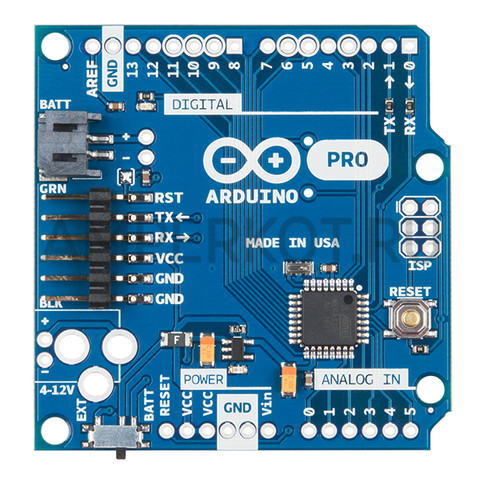 AREF GND 13 12 11 10 9 8 7 6 5 4 3 2 1 0
BATT
DIGITAL
TX→ RX←
+
-
PRO
ARDUINO
GRN
RST
TX←
RX→
VCC
GND
GND
BLK
MADE IN USA
ISP
RESET
+
-
F
4-12V
POWER
ANALOG IN
EXT BATT
RESET VCC VCC GND Vin 0 1 2 3 4 5